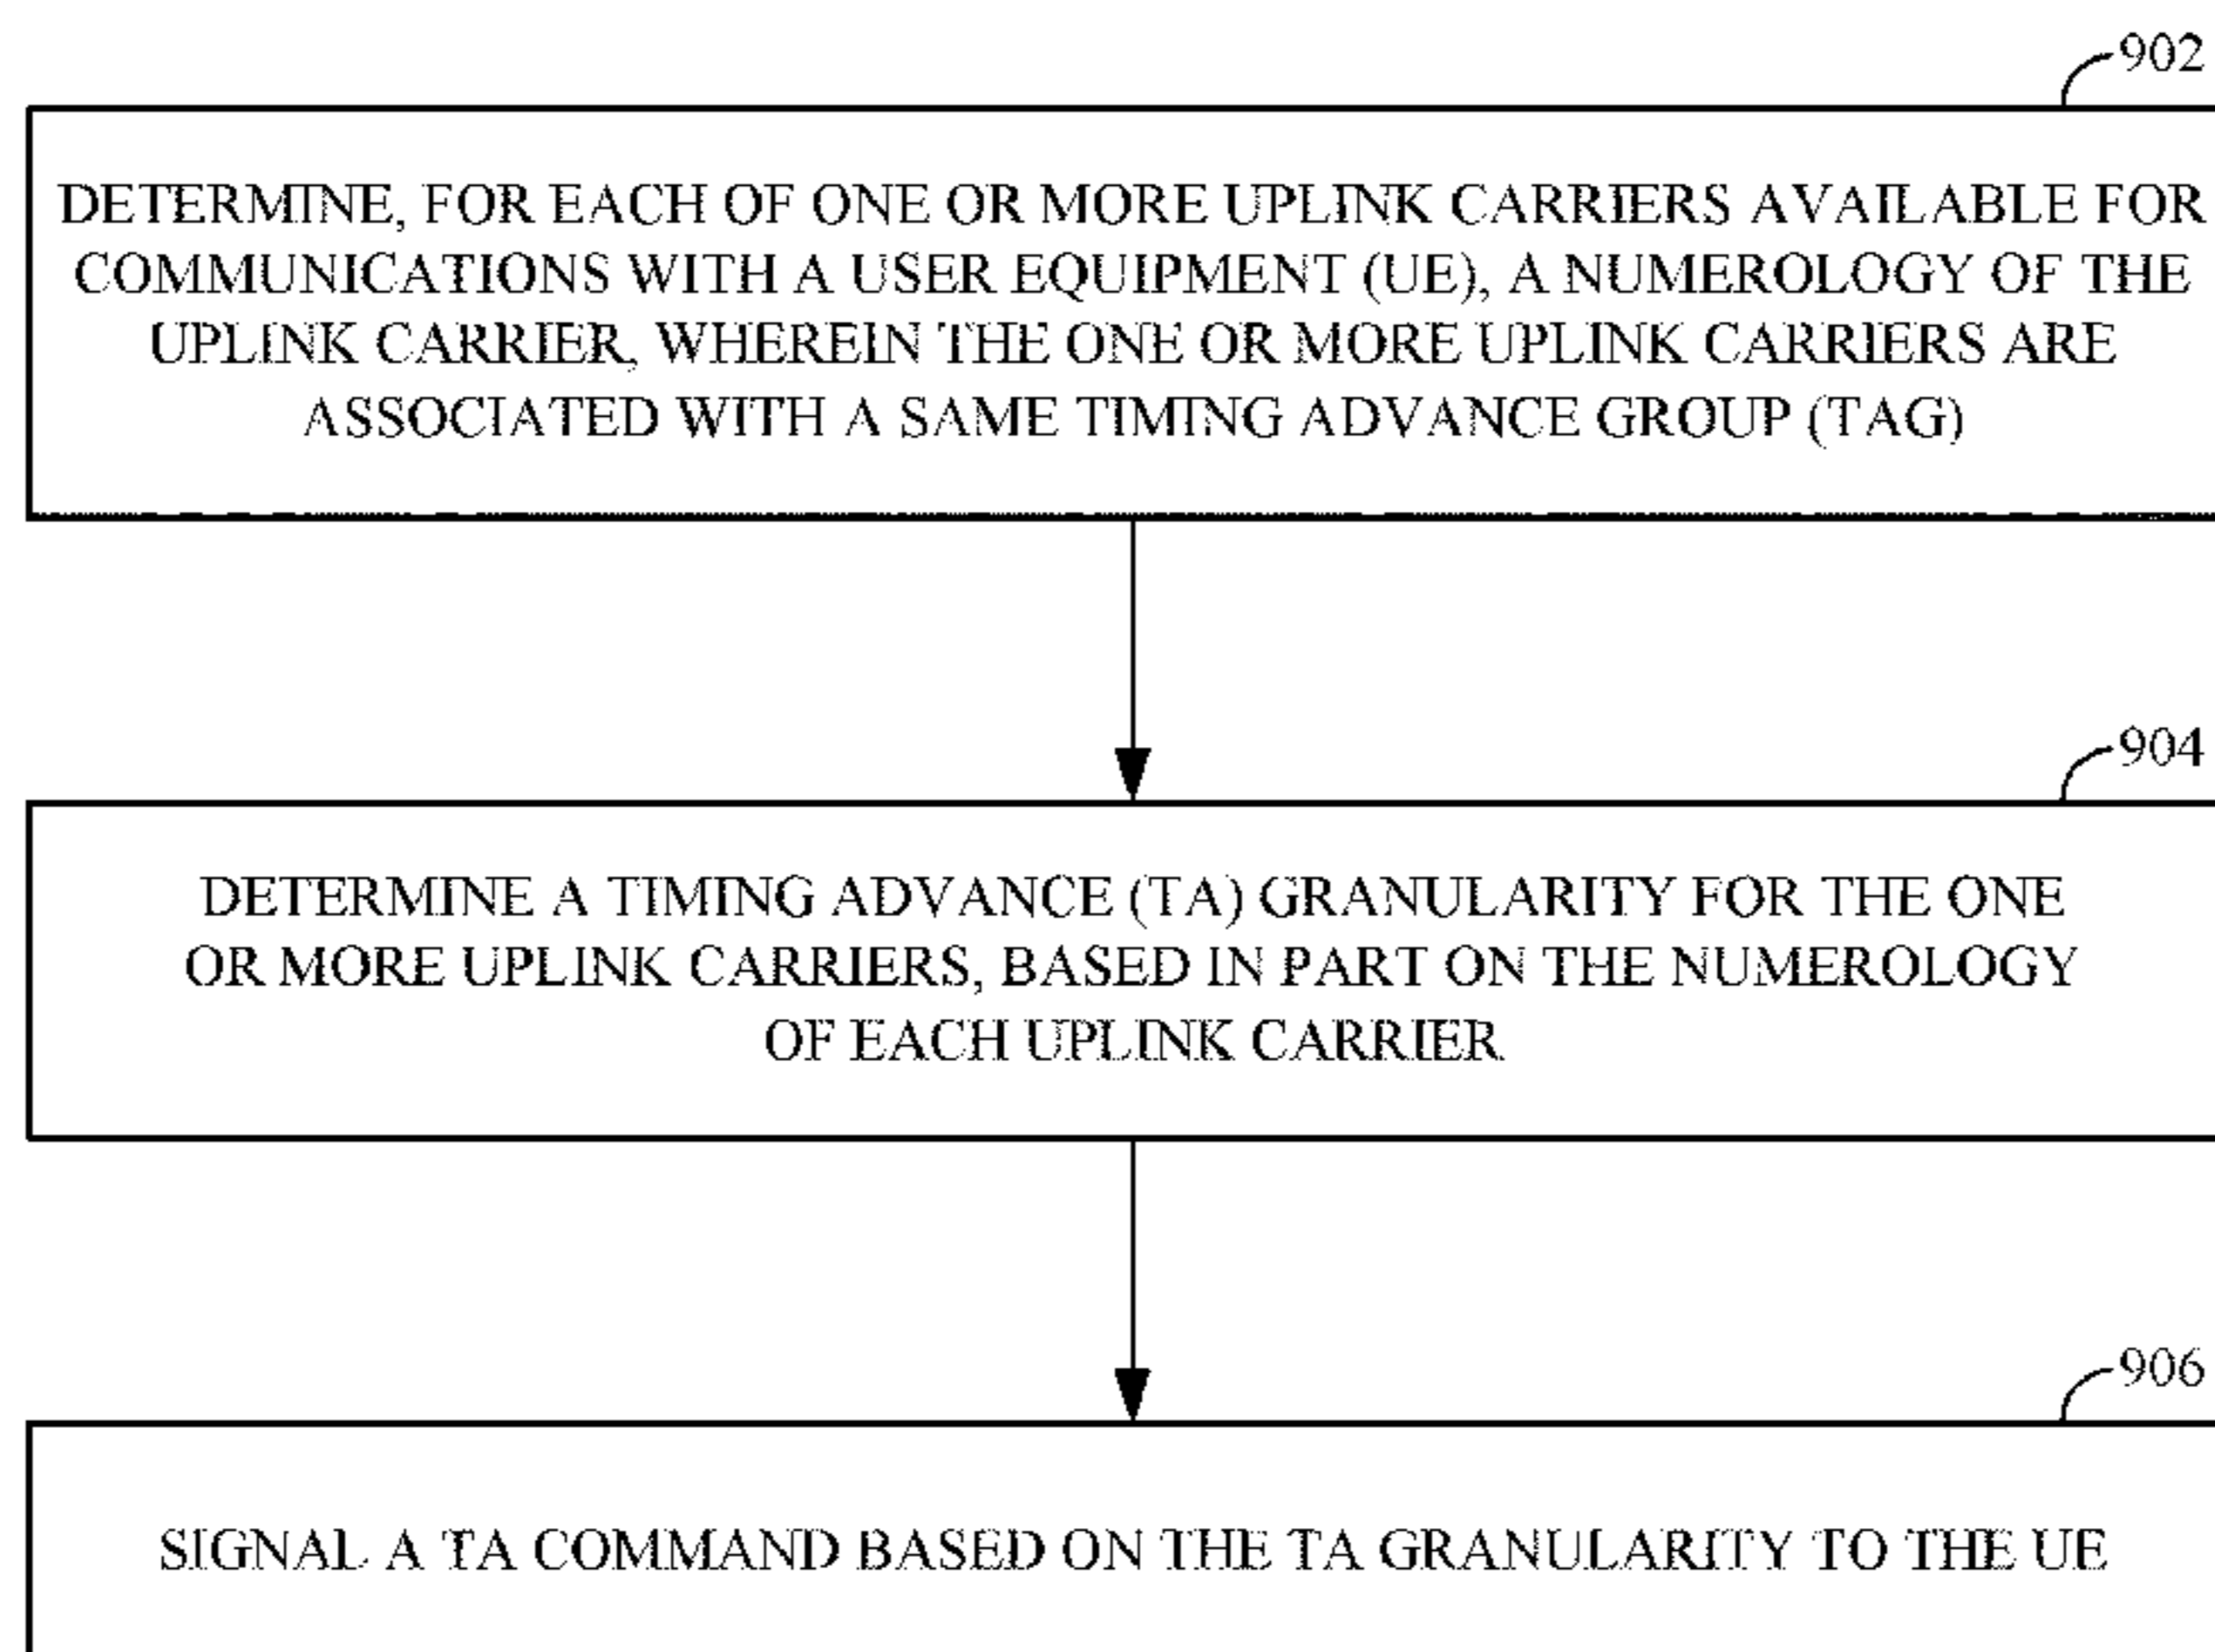 902
DETERMINE, FOR EACH OF ONE OR MORE UPLINK CARRIERS AVAILABLE FOR
COMMUNICATIONS WITH A USER EQUIPMENT (UE), A NUMEROLOGY OF THE
UPLINK CARRIER, WHEREIN THE ONE OR MORE UPLINK CARRIERS ARE
ASSOCIATED WITH A SAME TIMING ADVANCE GROUP (TAG)
904
DETERMINE A TIMING ADVANCE (TA) GRANULARITY FOR THE ONE
OR MORE UPLINK CARRIERS, BASED IN PART ON THE NUMEROLOGY
OF EACH UPLINK CARRIER
906
SIGNAL A TA COMMAND BASED ON THE TA GRANULARITY TO THE UE